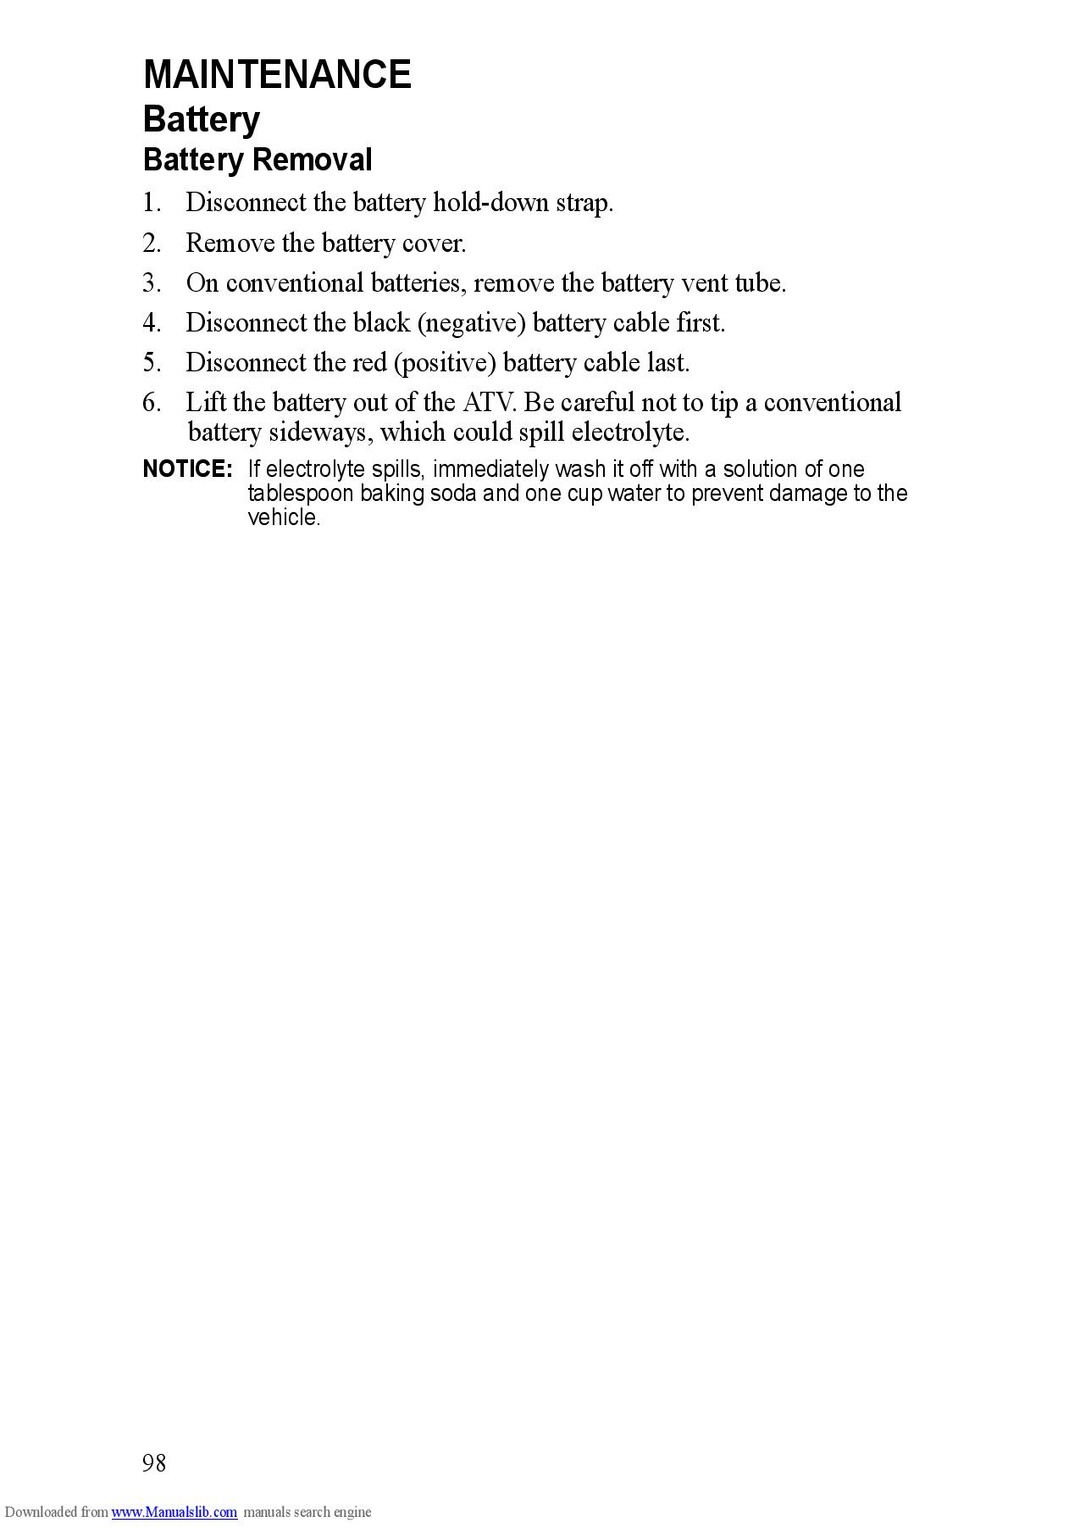 MAINTENANCE
Battery
Battery Removal
1. Disconnect the battery hold-down strap.
2. Remove the battery cover.
3. On conventional batteries, remove the battery vent tube.
4. Disconnect the black (negative) battery cable first.
5. Disconnect the red (positive) battery cable last.
6. Lift the battery out of the ATV. Be careful not to tip a conventional
battery sideways, which could spill electrolyte.
NOTICE: If electrolyte spills, immediately wash it off with a solution of one
tablespoon baking soda and one cup water to prevent damage to the
vehicle.
98
Downloaded from www.Manualslib.com manuals search engine